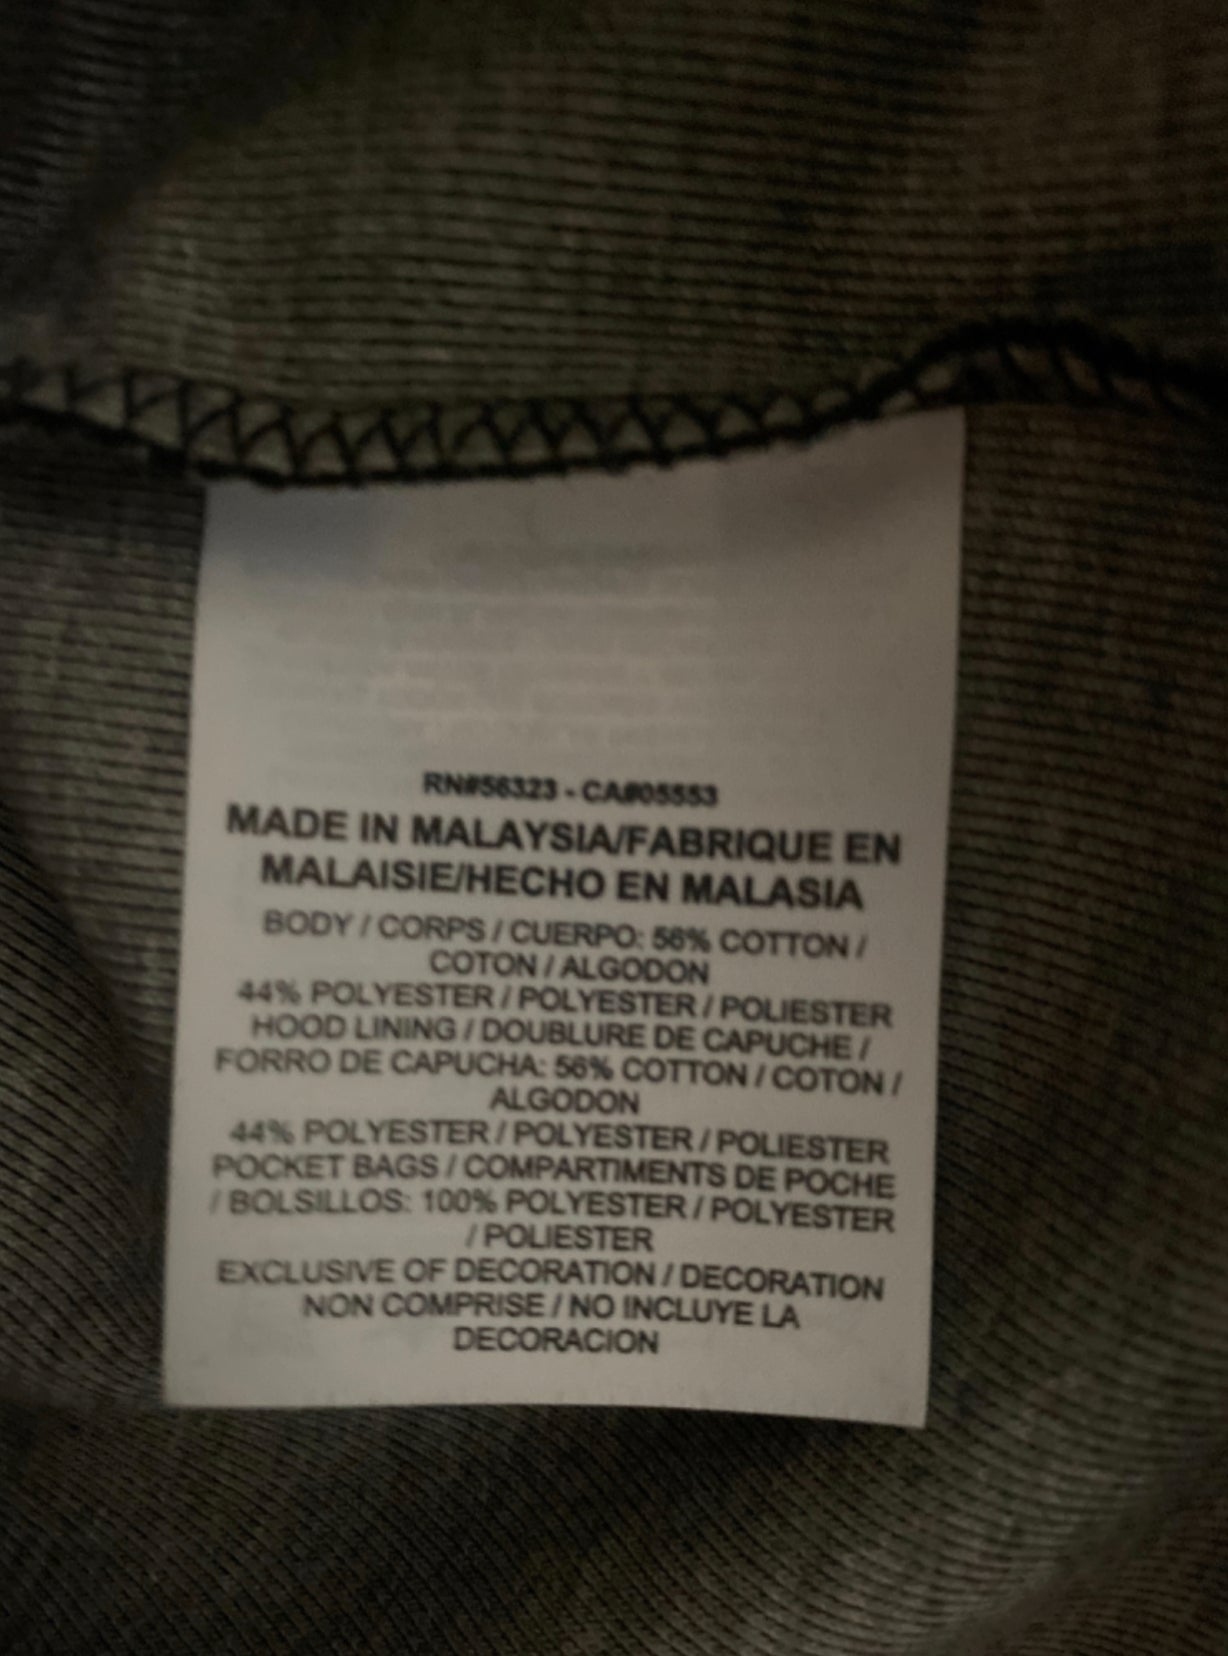 RN#56323 - CA#05553
MADE IN MALAYSIA/FABRIQUE EN
MALAISIE/HECHO EN MALASIA
BODY / CORPS / CUERPO: 56% COTTON /
COTON / ALGODON
44% POLYESTER / POLYESTER / POLIESTER
HOOD LINING / DOUBLURE DE CAPUCHE /
FORRO DE CAPUCHA: 56% COTTON / COTON /
ALGODON
44% POLYESTER / POLYESTER / POLIESTER
POCKET BAGS / COMPARTIMENTS DE POCHE
/ BOLSILLOS: 100% POLYESTER / POLYESTER
/ POLIESTER
EXCLUSIVE OF DECORATION / DECORATION
NON COMPRISE / NO INCLUYE LA
DECORACION